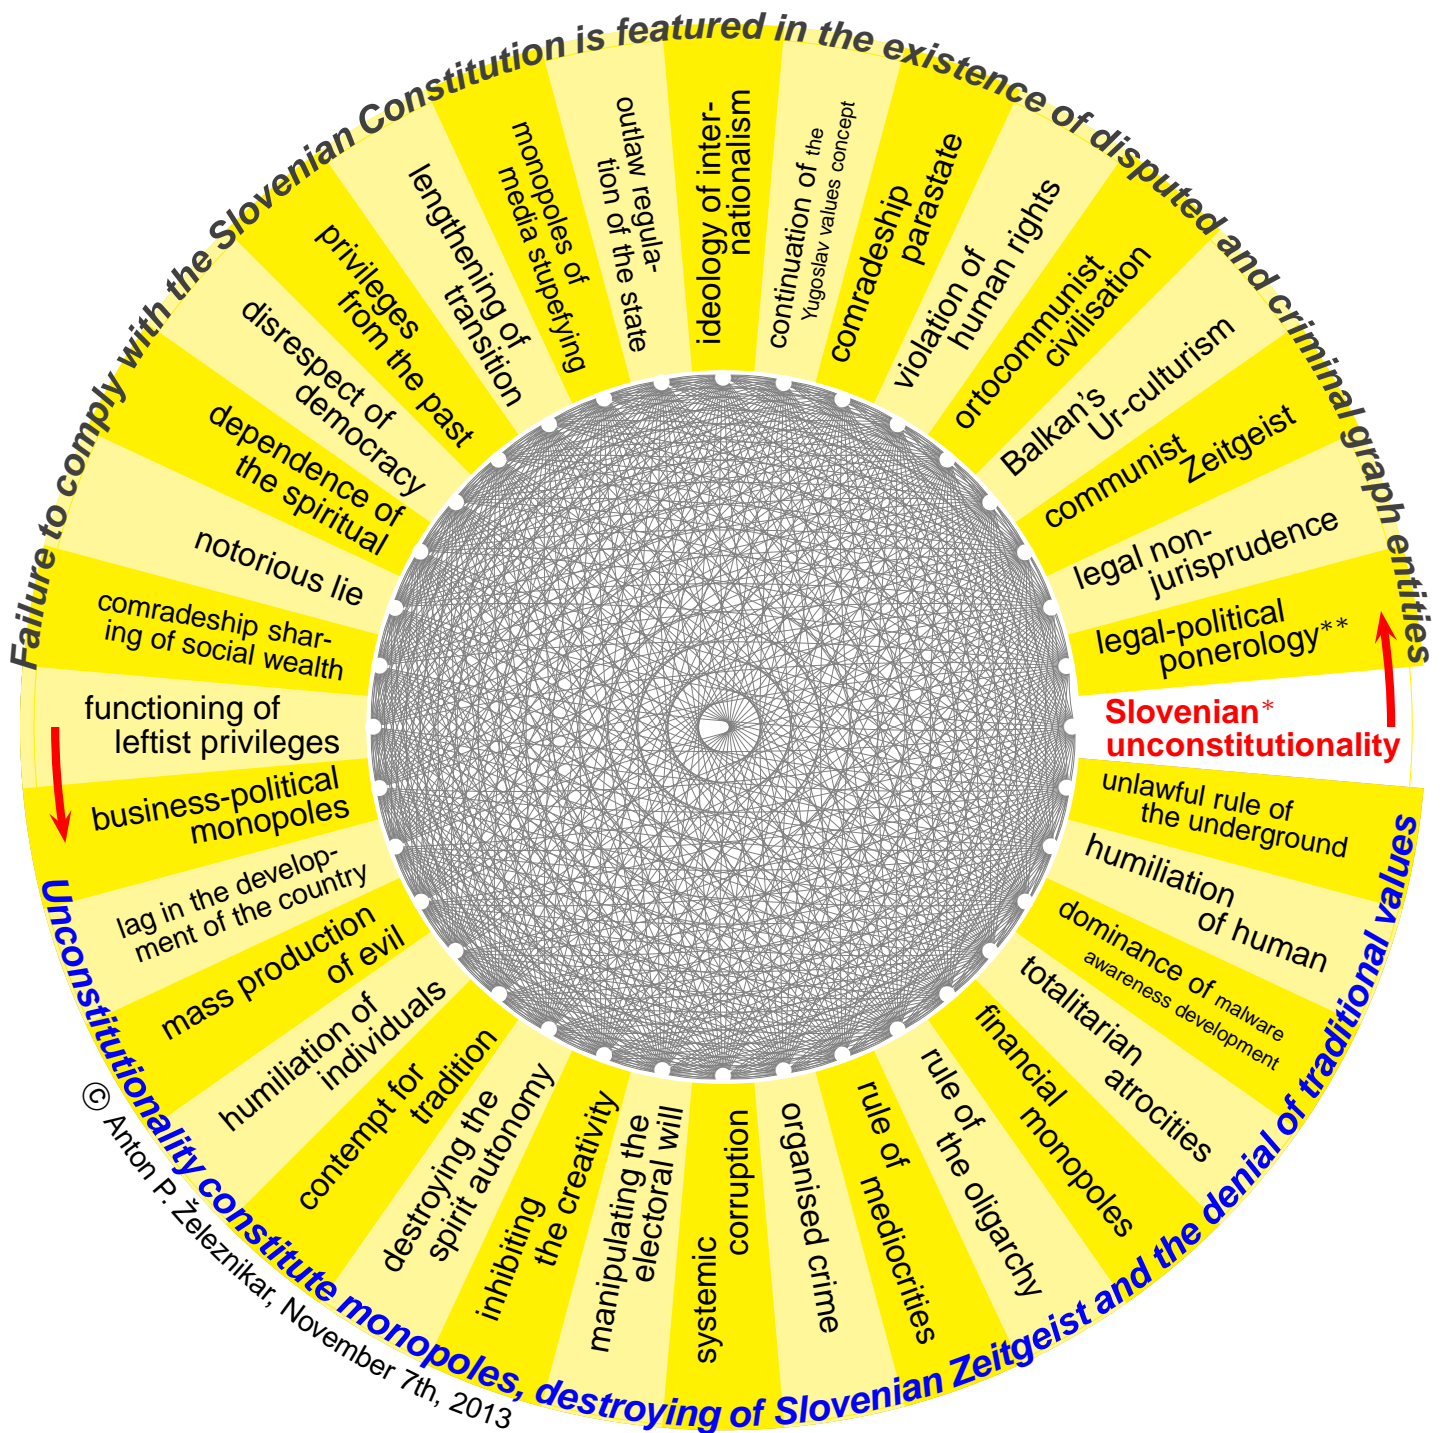 Failure to comply with the Slovenian Constitution is featured in the existence of disputed and criminal graph entities
Slovenian*
unconstitutionality
legal-political
ponerology**
legal non-
jurisprudence
communist
Zeitgeist
Balkan's
Ur-culturism
ortocommunist
civilisation
violation of
human rights
comradeship
parastate
continuation of the
Yugoslav values concept
ideology of inter-
nationalism
outlaw regula-
tion of the state
monopoles of
media stupefying
lengthening of
transition
privileges
from the past
disrespect of
democracy
dependence of
the spiritual
notorious lie
comradeship shar-
ing of social wealth
functioning of
leftist privileges
business-political
monopoles
lag in the develop-
ment of the country
mass production
of evil
humiliation of
individuals
contempt for
tradition
destroying the
spirit autonomy
inhibiting
the creativity
manipulating the
electoral will
systemic
corruption
organised crime
rule of
mediocrities
rule of
the oligarchy
financial
monopoles
totalitarian
atrocities
dominance of malware
awareness development
humiliation
of human
unlawful rule of
the underground
Unconstitutionality constitute monopoles, destroying of Slovenian Zeitgeist and the denial of traditional values
© Anton P. Železnikar, November 7th, 2013